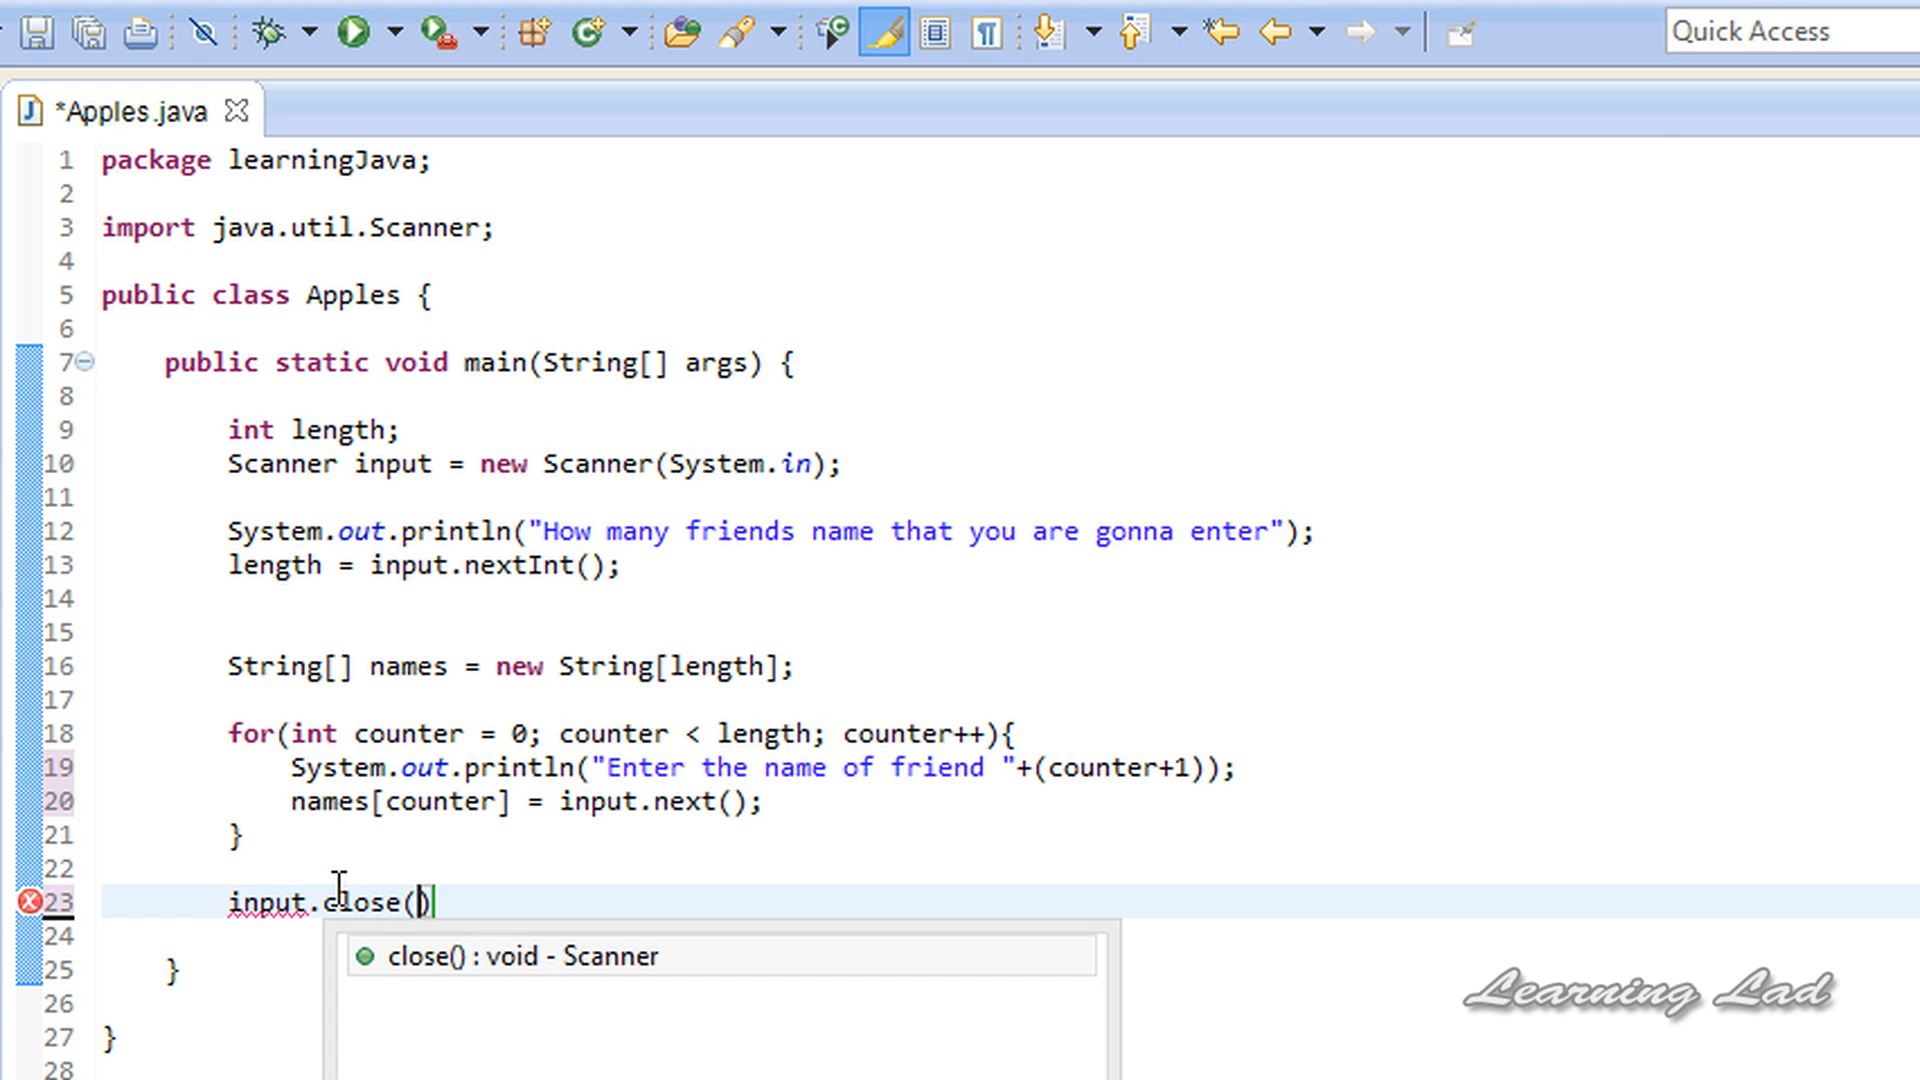 Quick Access
*Apples.java
1 package learningJava;
2
3 import java.util.Scanner;
4
5 public class Apples {
6
7 public static void main(String[] args) {
8
9 int length;
10 Scanner input = new Scanner(System.in);
11
12 System.out.println("How many friends name that you are gonna enter");
13 length = input.nextInt();
14
15
16 String[] names = new String[length];
17
18 for(int counter = 0; counter < length; counter++){
19 System.out.println("Enter the name of friend "+(counter+1));
20 names[counter] = input.next();
21 }
22
23 input.close()
24
close() : void - Scanner
25 }
26
27 }
28
Learning Lad